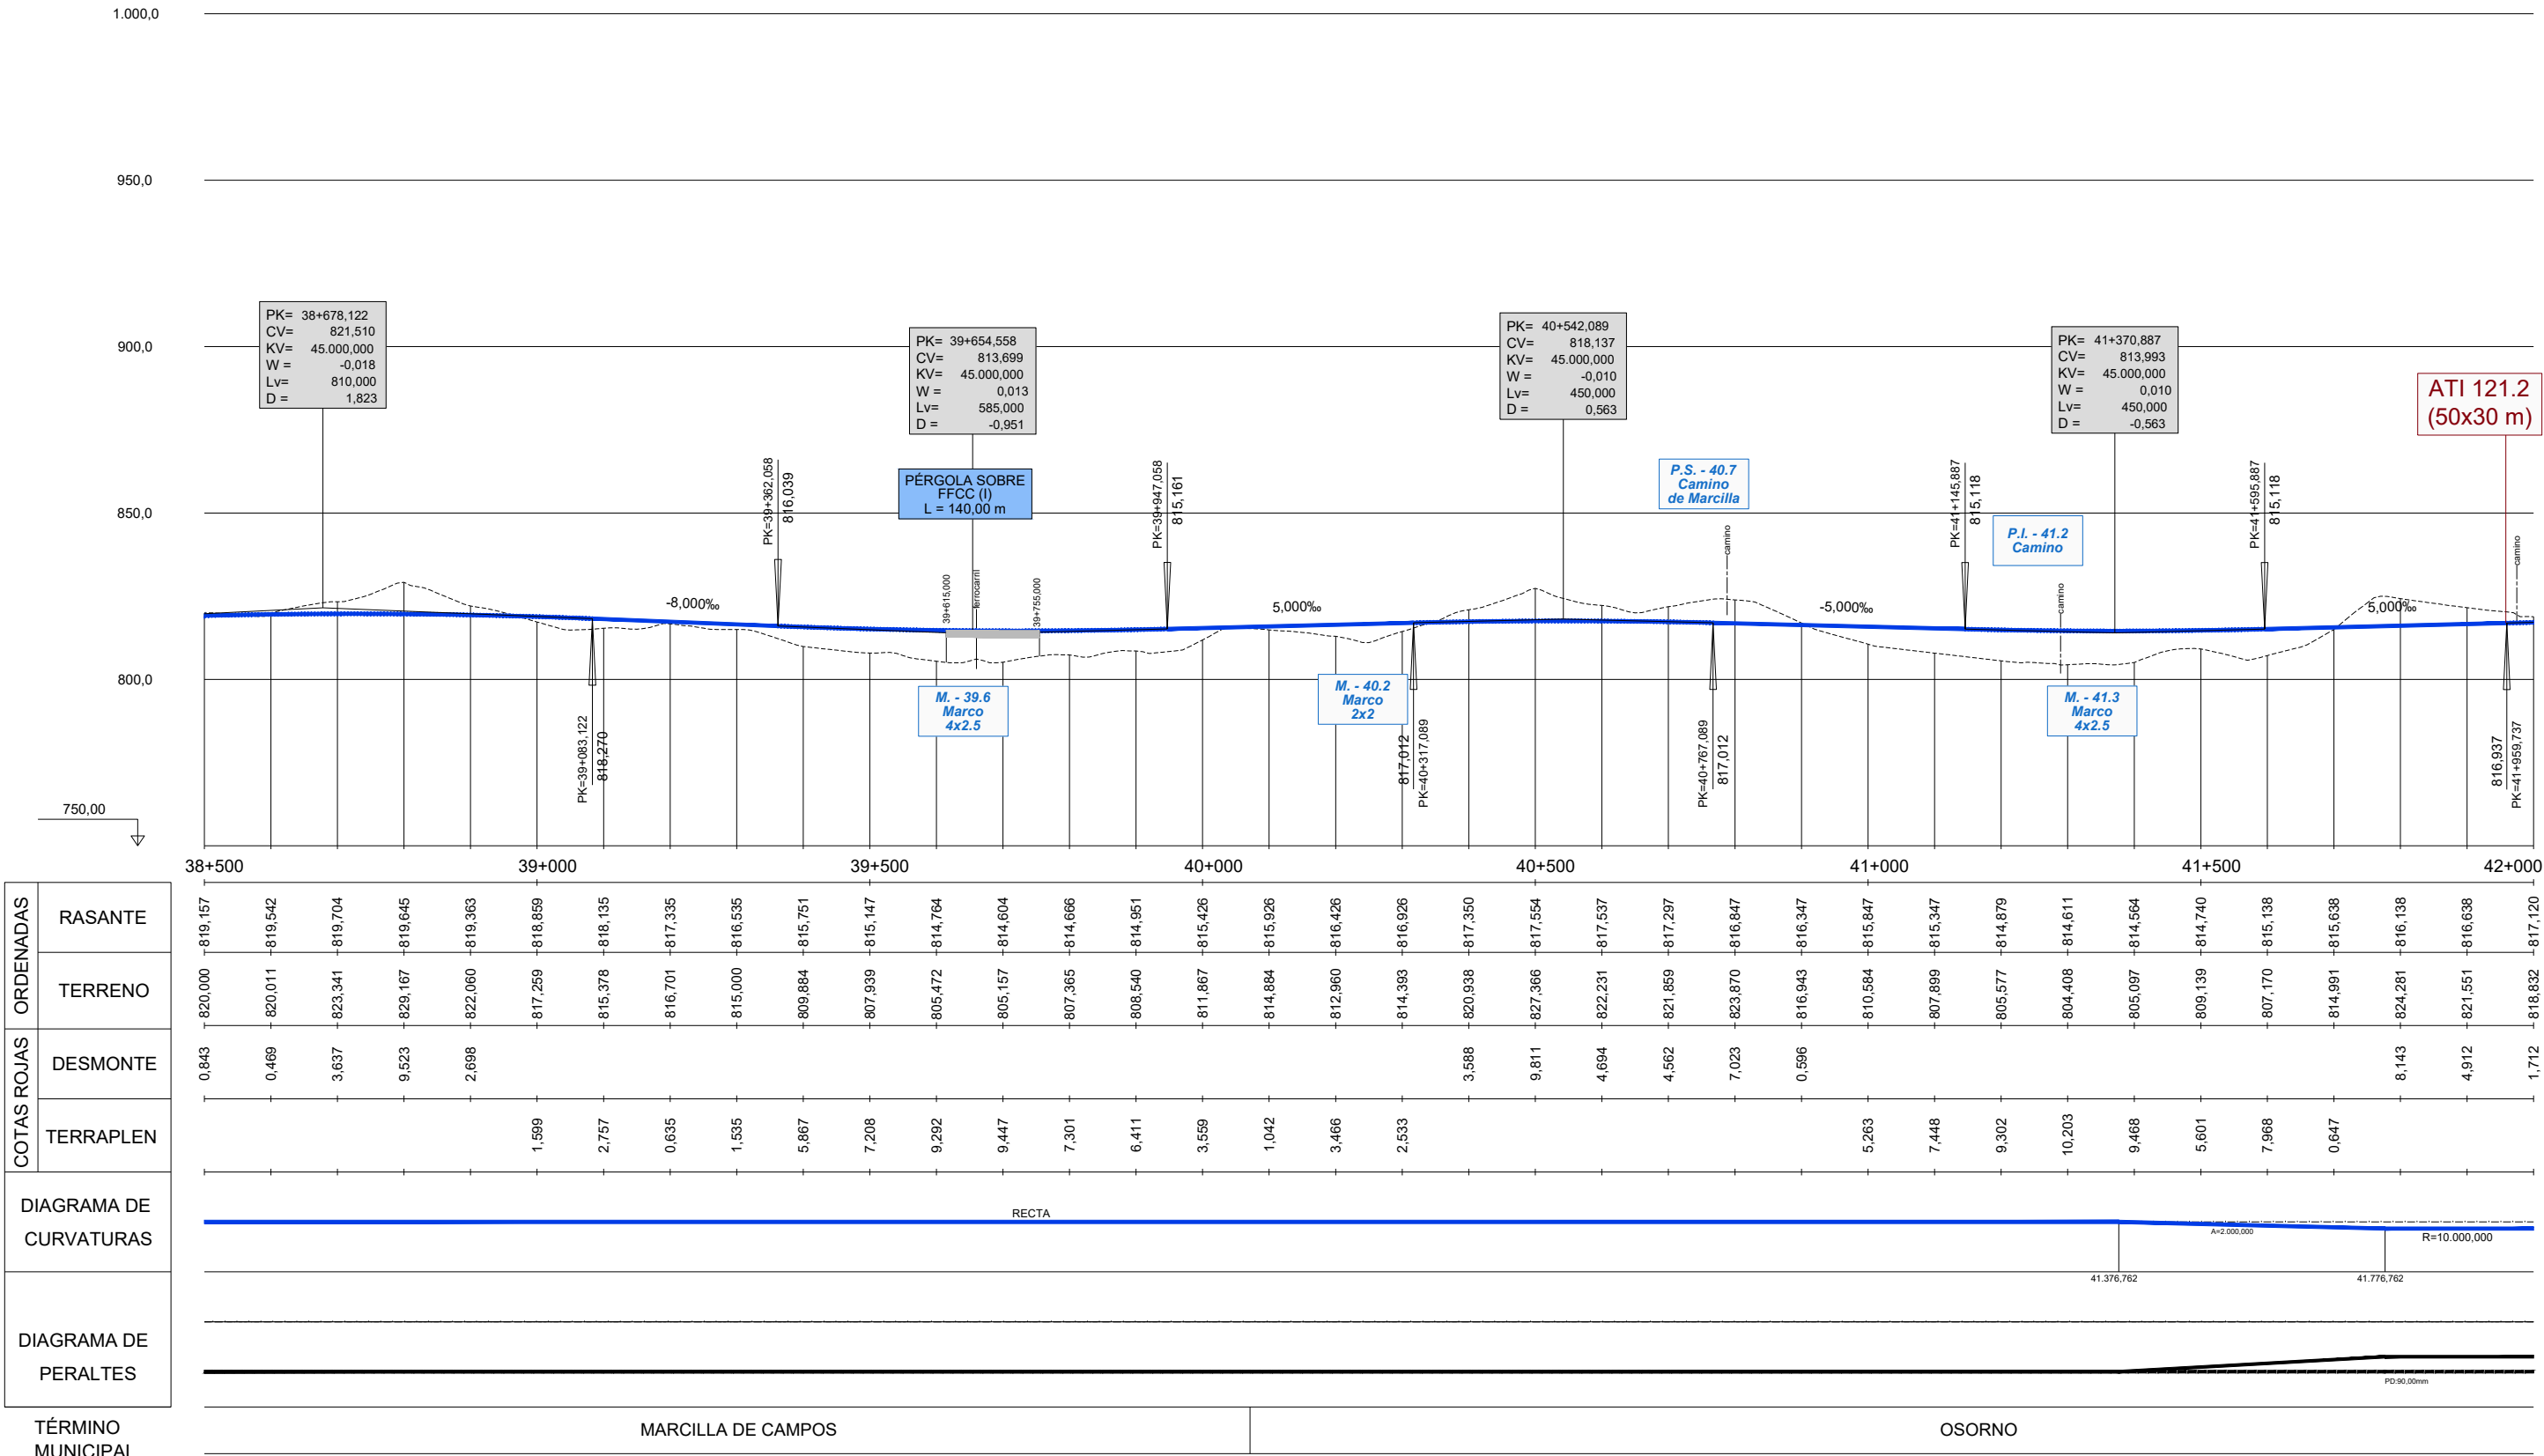 1.000,0
950,0
900,0
850,0
800,0
750,00
PK= 38+678,122
CV= 821,510
KV= 45.000,000
W = -0,018
Lv= 810,000
D = 1,823
PK= 39+654,558
CV= 813,699
KV= 45.000,000
W = 0,013
Lv= 585,000
D = -0,951
PK= 40+542,089
CV= 818,137
KV= 45.000,000
W = -0,010
Lv= 450,000
D = 0,563
PK= 41+370,887
CV= 813,993
KV= 45.000,000
W = 0,010
Lv= 450,000
D = -0,563
ATI 121.2
(50x30 m)
PÉRGOLA SOBRE
FFCC (I)
L = 140,00 m
P.S. - 40.7
Camino
de Marcilla
P.I. - 41.2
Camino
PK=39+362,058
816,039
PK=39+947,058
815,161
PK=41+145,887
815,118
PK=41+595,887
815,118
39+615,000
ferrocarril
39+755,000
camino
camino
camino
-8,000‰
5,000‰
-5,000‰
5,000‰
M. - 39.6
Marco
4x2.5
M. - 40.2
Marco
2x2
M. - 41.3
Marco
4x2.5
PK=39+083,122
818,270
817,012
PK=40+317,089
PK=40+767,089
817,012
816,937
PK=41+959,737
38+500 39+000 39+500 40+000 40+500 41+000 41+500 42+000
ORDENADAS
RASANTE
819,157 819,542 819,704 819,645 819,363 818,859 818,135 817,335 816,535 815,751 815,147 814,764 814,604 814,666 814,951 815,426 815,926 816,426 816,926 817,350 817,554 817,537 817,297 816,847 816,347 815,847 815,347 814,879 814,611 814,564 814,740 815,138 815,638 816,138 816,638 817,120
TERRENO
820,000 820,011 823,341 829,167 822,060 817,259 815,378 816,701 815,000 809,884 807,939 805,472 805,157 807,365 808,540 811,867 814,884 812,960 814,393 820,938 827,366 822,231 821,859 823,870 816,943 810,584 807,899 805,577 804,408 805,097 809,139 807,170 814,991 824,281 821,551 818,832
COTAS ROJAS
DESMONTE
0,843 0,469 3,637 9,523 2,698 3,588 9,811 4,694 4,562 7,023 0,596 8,143 4,912 1,712
TERRAPLEN
1,599 2,757 0,635 1,535 5,867 7,208 9,292 9,447 7,301 6,411 3,559 1,042 3,466 2,533 5,263 7,448 9,302 10,203 9,468 5,601 7,968 0,647
DIAGRAMA DE
CURVATURAS
RECTA
A=2.000,000
R=10.000,000
41.376,762
41.776,762
DIAGRAMA DE
PERALTES
PD:90,00mm
TÉRMINO
MUNICIPAL
MARCILLA DE CAMPOS
OSORNO